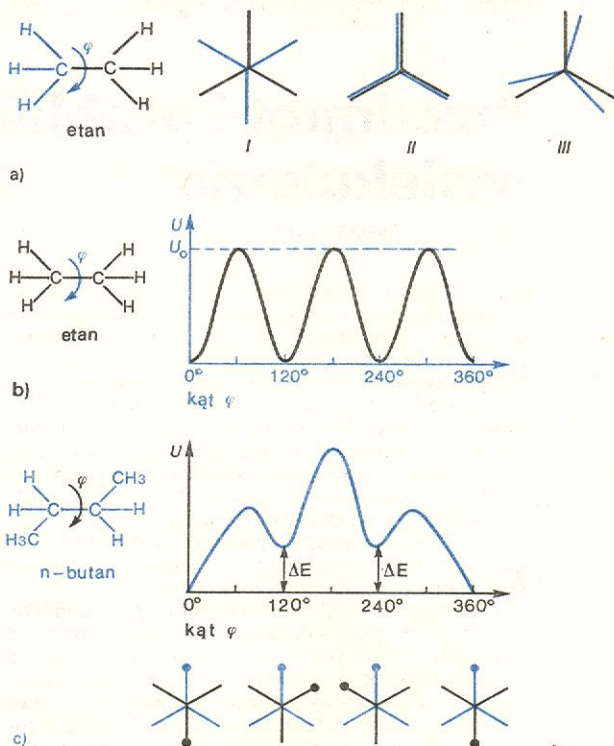 H H
φ
H C C H
H H
etan
I II III
a)
U
U₀
H H
φ
H C C H
H H
etan
0° 120° 240° 360°
kąt φ
b)
U
H φ CH3
H C C H
H3C H
n-butan
ΔE ΔE
0° 120° 240° 360°
kąt φ
c)